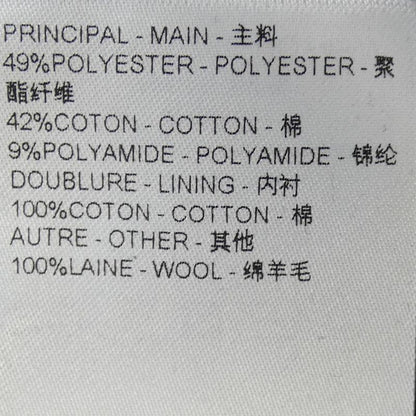 PRINCIPAL - MAIN - 主料
49%POLYESTER - POLYESTER - 聚
酯纤维
42%COTON - COTTON - 棉
9%POLYAMIDE - POLYAMIDE - 锦纶
DOUBLURE - LINING - 内衬
100%COTON - COTTON - 棉
AUTRE - OTHER - 其他
100%LAINE - WOOL - 绵羊毛